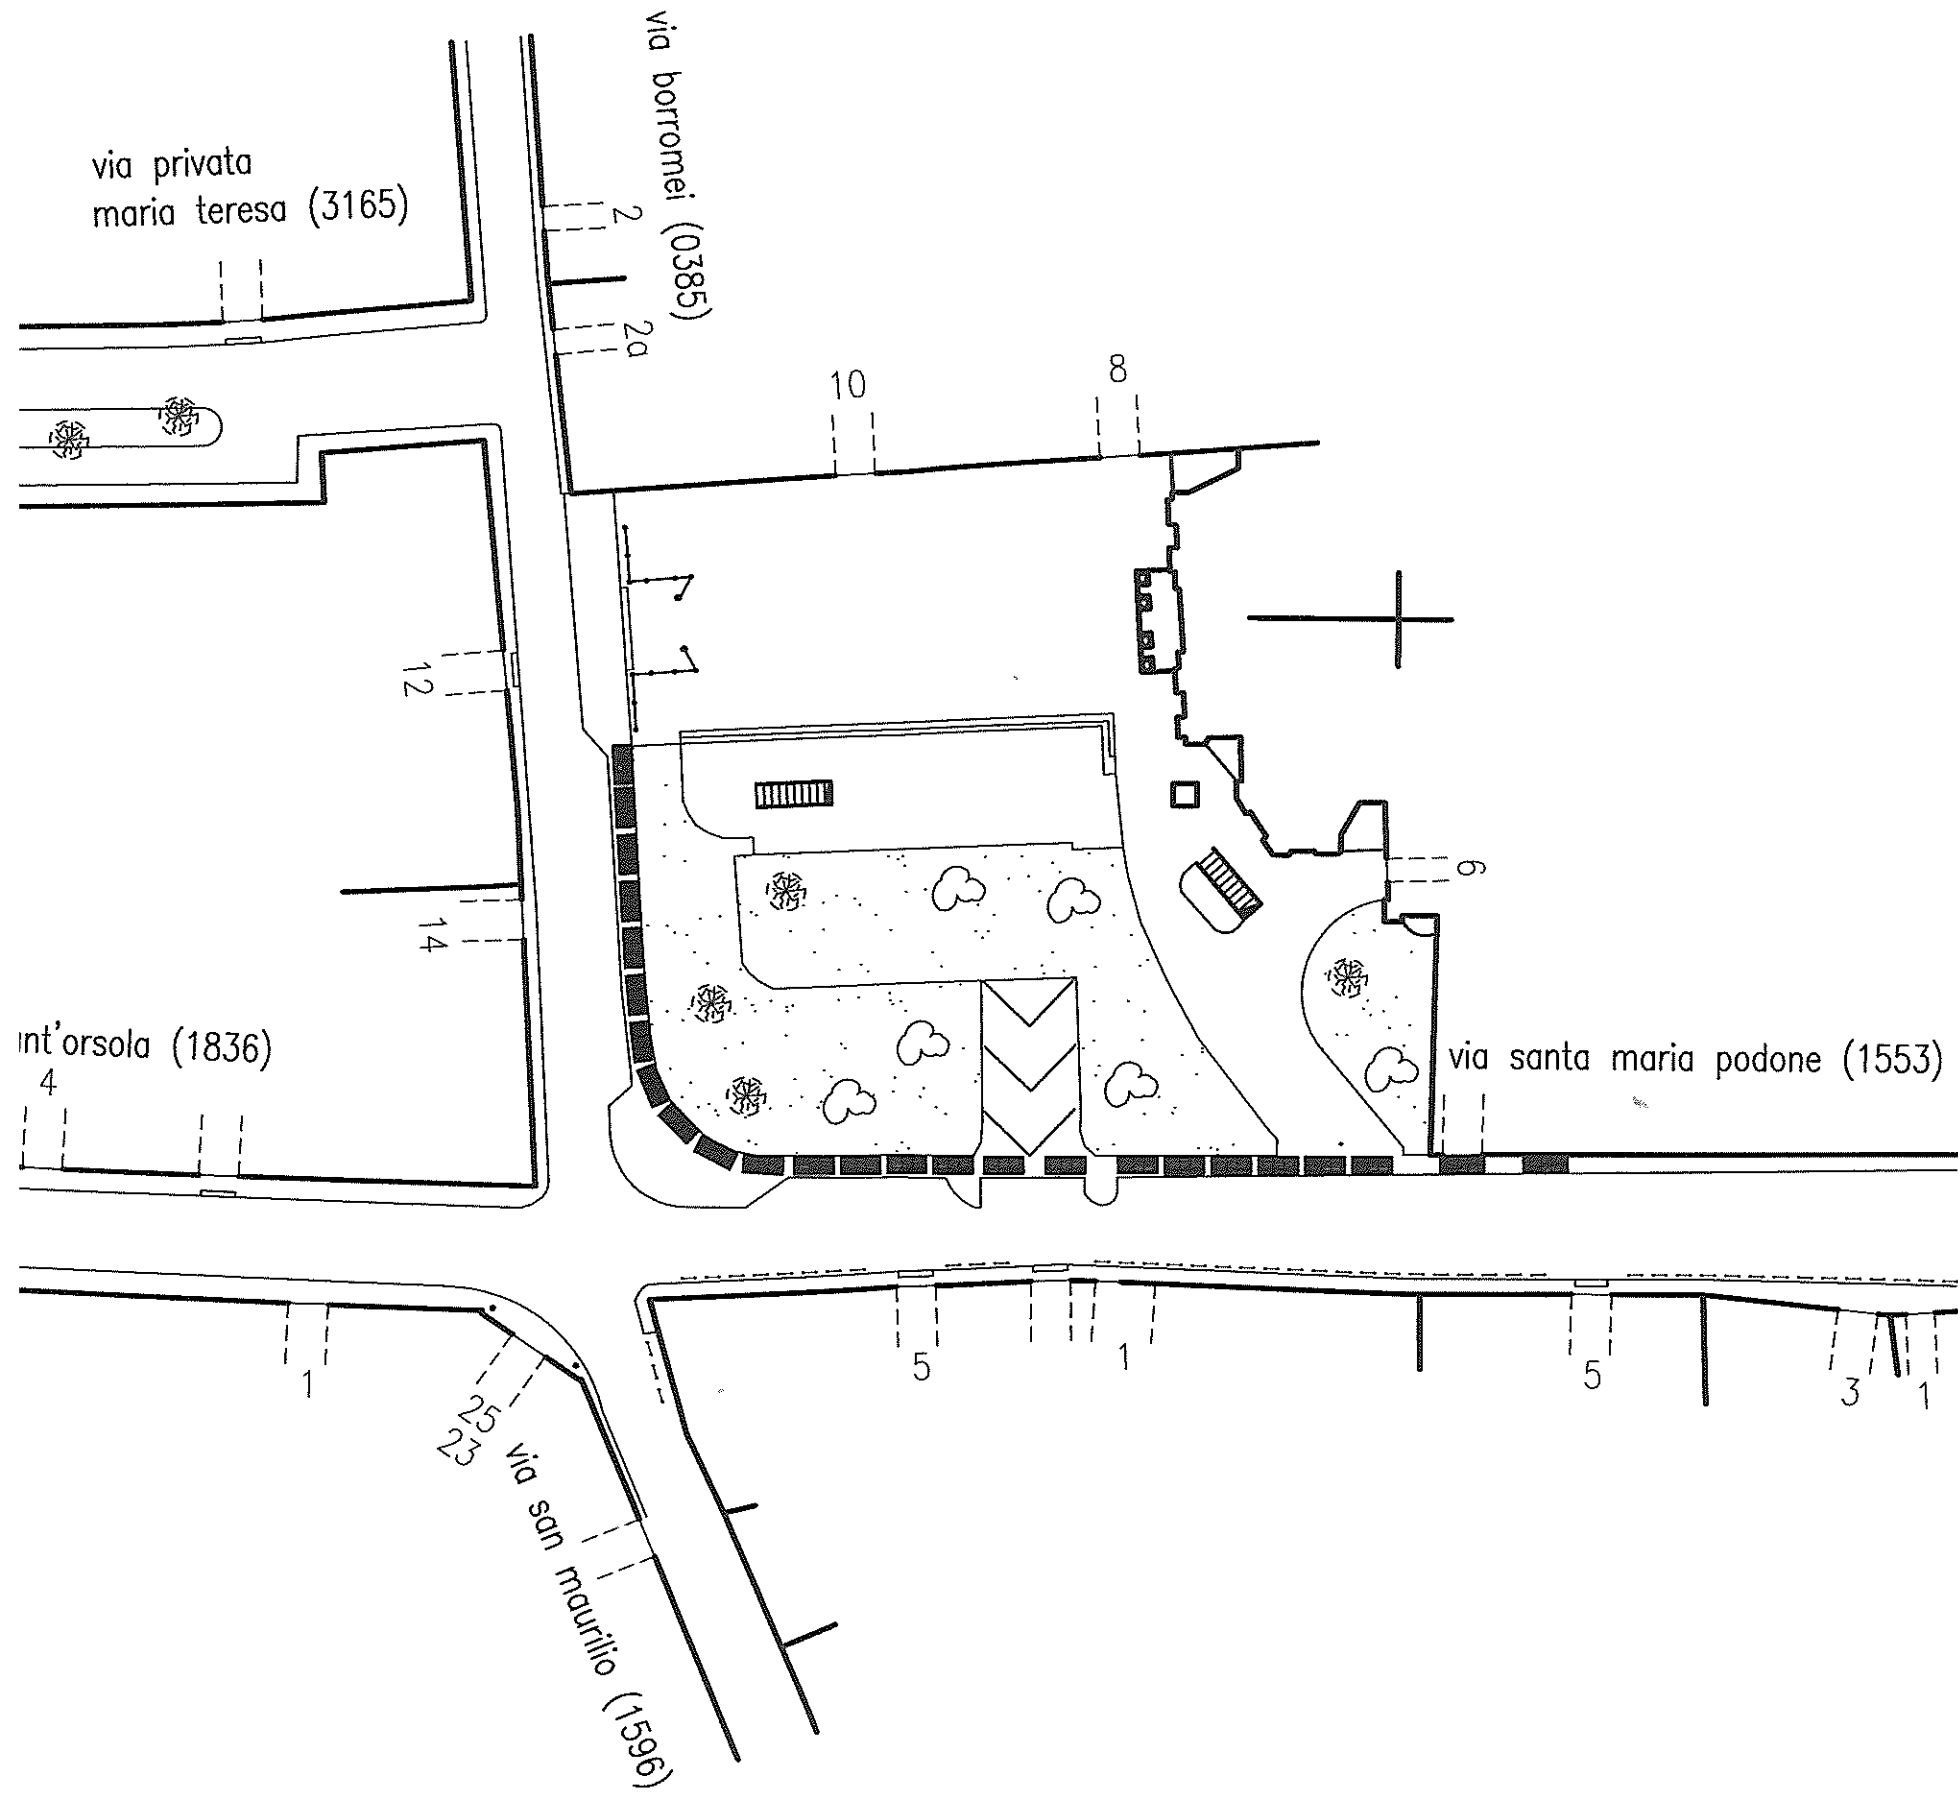 via borromei (0385)
via privata
maria teresa (3165)
2
2a
10
8
12
6
14
nt'orsola (1836)
4
via santa maria podone (1553)
1
5
1
5
3
1
25
23
via san maurilio (1596)